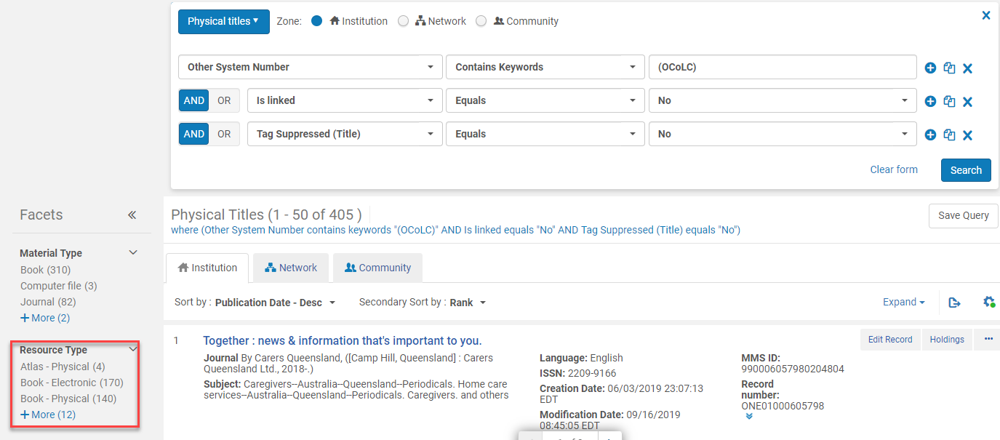 Physical titles Zone: Institution Network Community
Other System Number Contains Keywords (OCoLC)
AND OR Is linked Equals No
AND OR Tag Suppressed (Title) Equals No
Clear form Search
Facets
Material Type
Book (310)
Computer file (3)
Journal (82)
More (2)
Resource Type
Atlas - Physical (4)
Book - Electronic (170)
Book - Physical (140)
More (12)
Physical Titles (1 - 50 of 405 )
Save Query
where (Other System Number contains keywords "(OCoLC)" AND Is linked equals "No" AND Tag Suppressed (Title) equals "No")
Institution Network Community
Sort by : Publication Date - Desc Secondary Sort by : Rank Expand
1 Together : news & information that's important to you.
Edit Record Holdings
Journal By Carers Queensland, ([Camp Hill, Queensland] : Carers
Queensland Ltd., 2018-.)
Subject: Caregivers--Australia--Queensland--Periodicals. Home care
services--Australia--Queensland--Periodicals. Caregivers. and others
Language: English
ISSN: 2209-9166
Creation Date: 06/03/2019 23:07:13
EDT
Modification Date: 09/16/2019
08:45:05 EDT
MMS ID:
990006057980204804
Record
number:
ONE01000605798